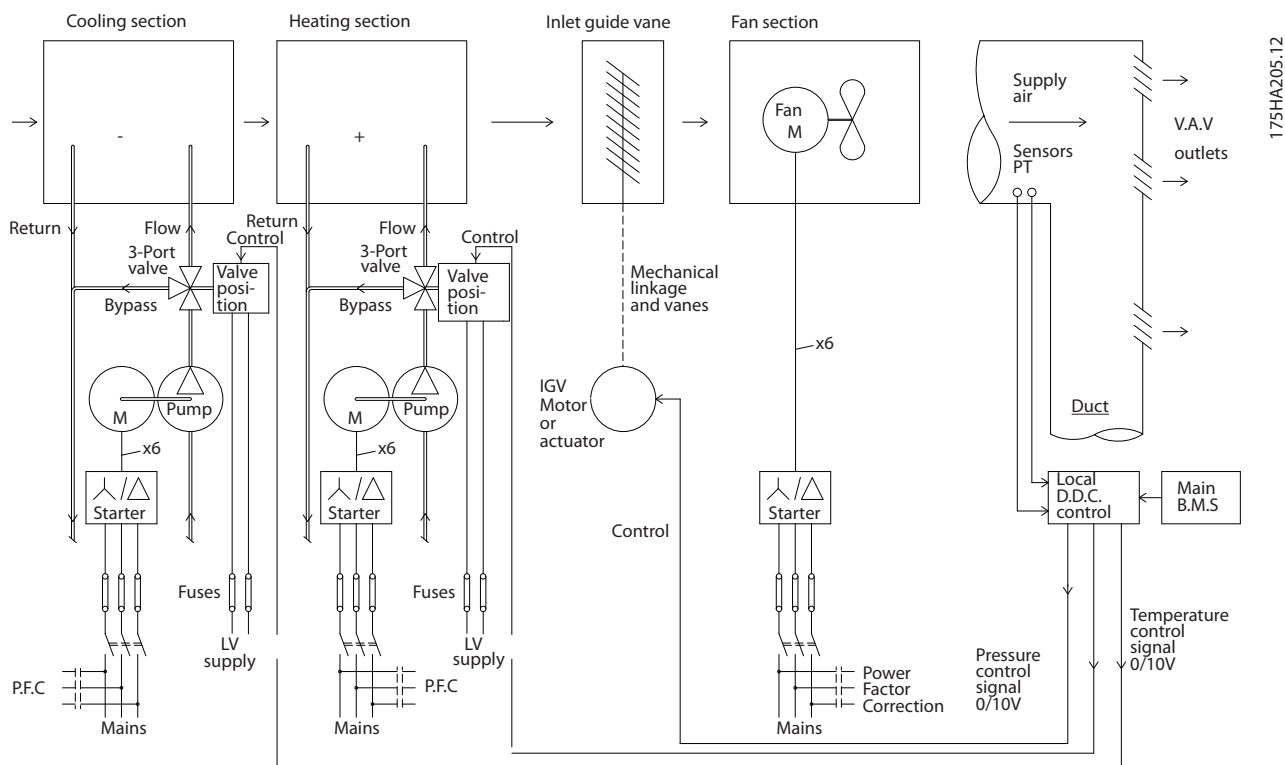 Cooling section
Heating section
Inlet guide vane
Fan section
175HA205.12
-
+
Fan
M
Supply
air
Sensors
PT
V.A.V
outlets
Return
Flow
3-Port
valve
Bypass
Control
Valve
posi-
tion
Return
Flow
3-Port
valve
Bypass
Control
Valve
posi-
tion
Mechanical
linkage
and vanes
x6
M
Pump
x6
Starter
M
Pump
x6
Starter
IGV
Motor
or
actuator
Starter
Duct
Local
D.D.C.
control
Main
B.M.S
Control
Fuses
Fuses
LV
supply
LV
supply
P.F.C
Mains
P.F.C
Mains
Power
Factor
Correction
Mains
Pressure
control
signal
0/10V
Temperature
control
signal
0/10V